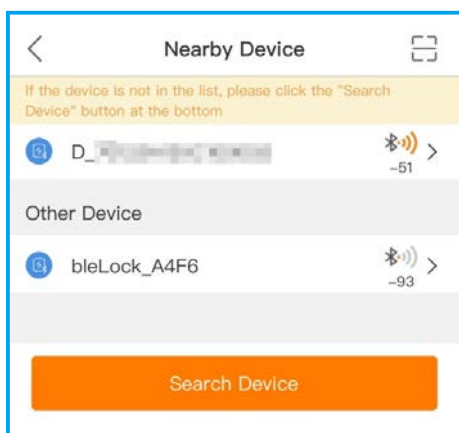 Nearby Device
If the device is not in the list, please click the "Search
Device" button at the bottom
D_
-51
Other Device
bleLock_A4F6
-93
Search Device